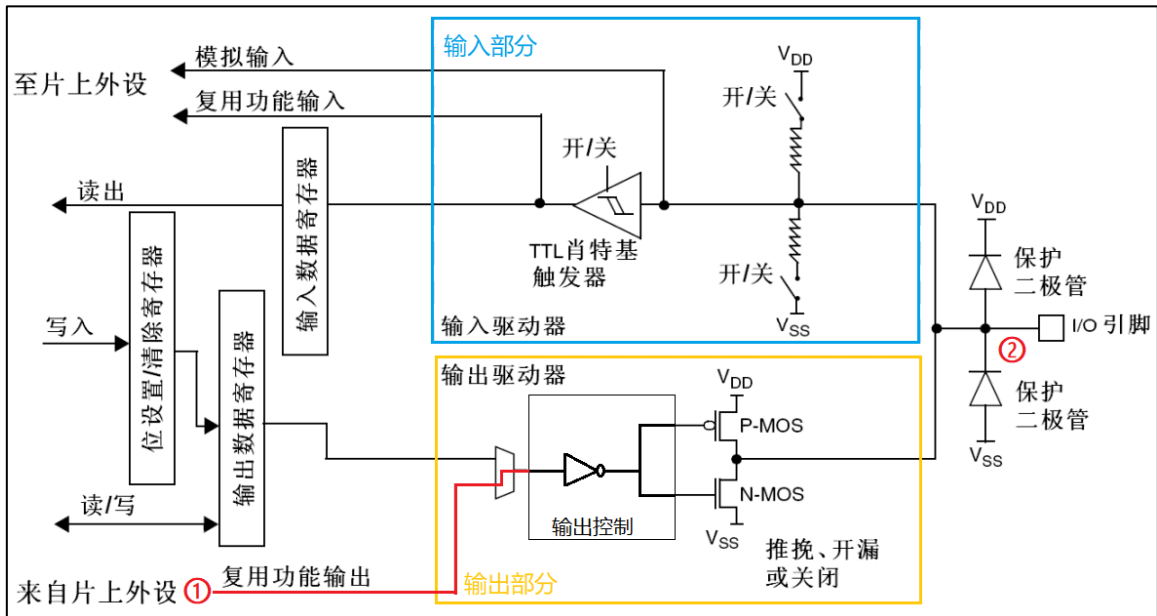 输入部分
模拟输入
至片上外设
复用功能输入
V_DD
开/关
开/关
读出
输入数据寄存器
TTL肖特基
触发器
开/关
V_SS
输入驱动器
V_DD
保护
二极管
I/O 引脚
②
保护
二极管
V_SS
位设置/清除寄存器
写入
输出数据寄存器
读/写
输出驱动器
V_DD
P-MOS
N-MOS
V_SS
输出控制
推挽、开漏
或关闭
输出部分
来自片上外设 ①
复用功能输出